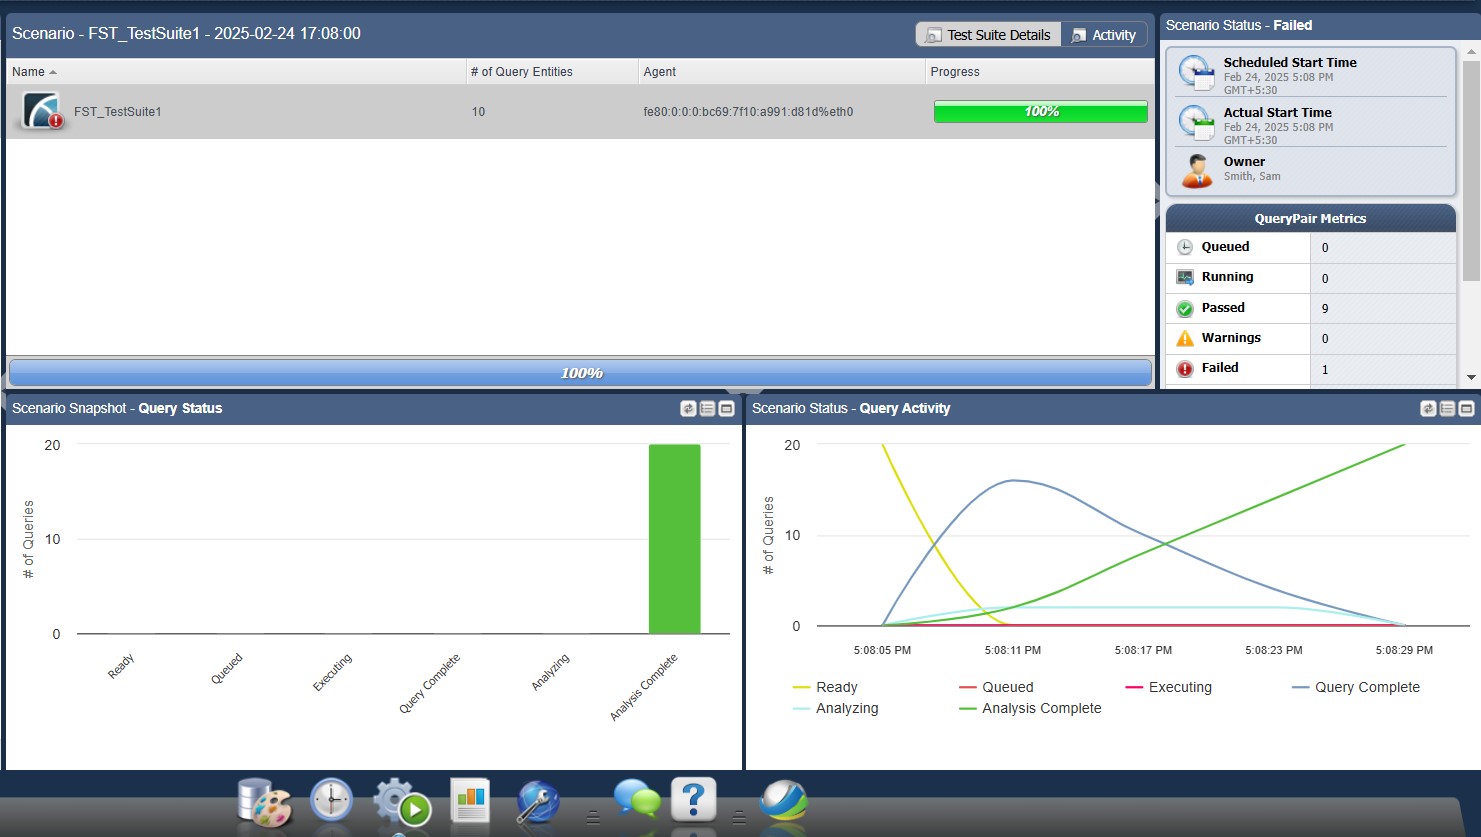 Scenario - FST_TestSuite1 - 2025-02-24 17:08:00
Test Suite Details
Activity
Name
# of Query Entities
Agent
Progress
FST_TestSuite1
10
fe80:0:0:0:bc69:7f10:a991:d81d%eth0
100%
100%
Scenario Status - Failed
Scheduled Start Time
Feb 24, 2025 5:08 PM
GMT+5:30
Actual Start Time
Feb 24, 2025 5:08 PM
GMT+5:30
Owner
Smith, Sam
QueryPair Metrics
Queued 0
Running 0
Passed 9
Warnings 0
Failed 1
Scenario Snapshot - Query Status
20
10
0
# of Queries
Ready
Queued
Executing
Query Complete
Analyzing
Analysis Complete
Scenario Status - Query Activity
20
10
0
# of Queries
5:08:05 PM
5:08:11 PM
5:08:17 PM
5:08:23 PM
5:08:29 PM
Ready
Queued
Executing
Query Complete
Analyzing
Analysis Complete
?